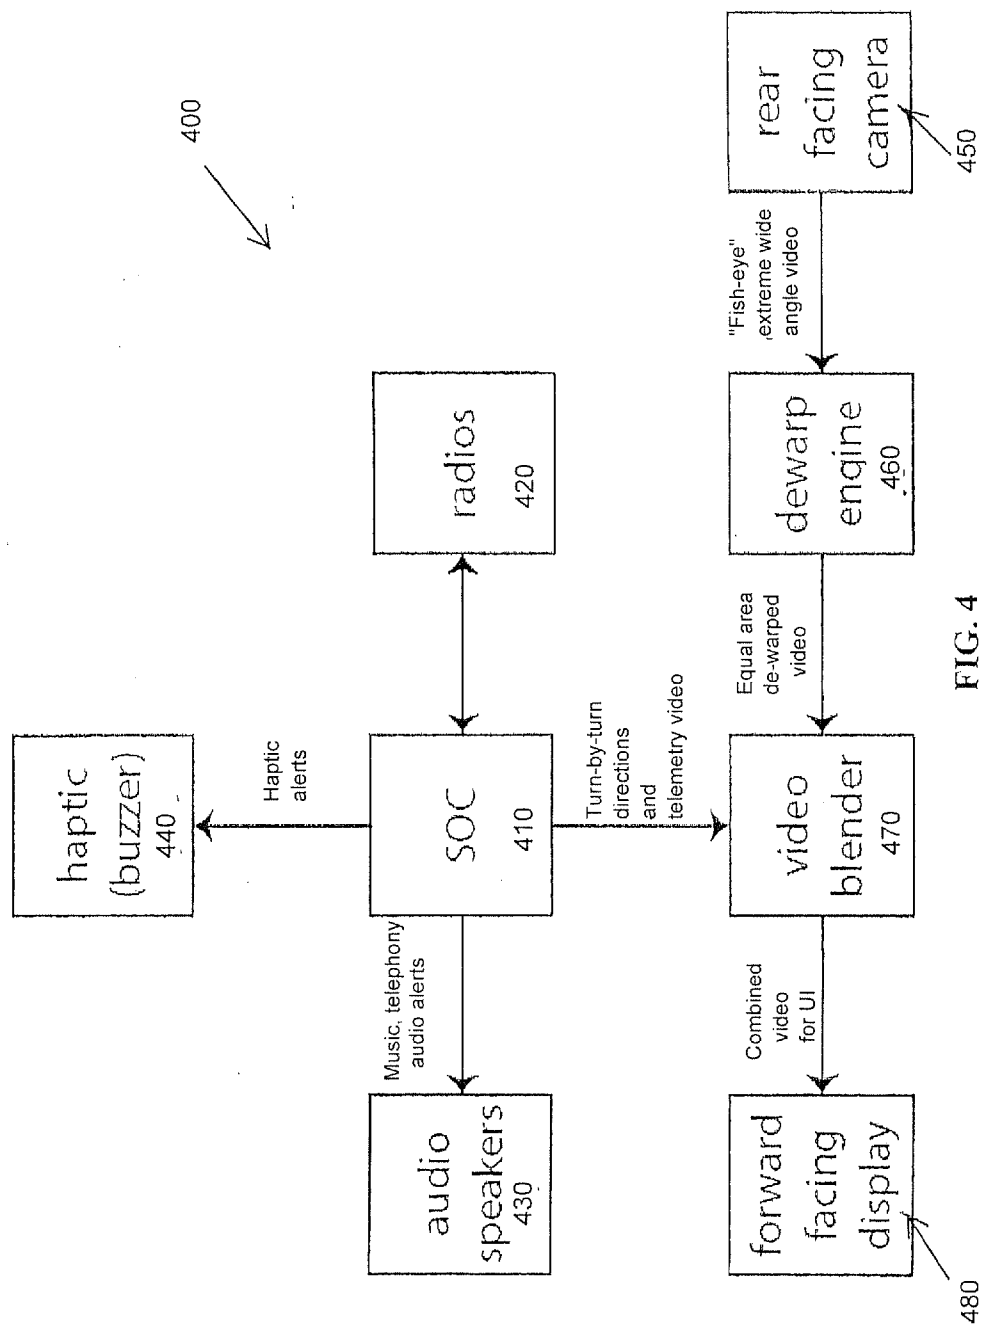 400
haptic
(buzzer)
440
Haptic
alerts
audio
speakers
430
Music, telephony
audio alerts
SOC
410
radios
420
Turn-by-turn
directions
and
telemetry video
forward
facing
display
480
Combined
video
for UI
video
blender
470
Equal area
de-warped
video
dewarp
engine
460
"Fish-eye"
extreme wide
angle video
rear
facing
camera
450
FIG. 4